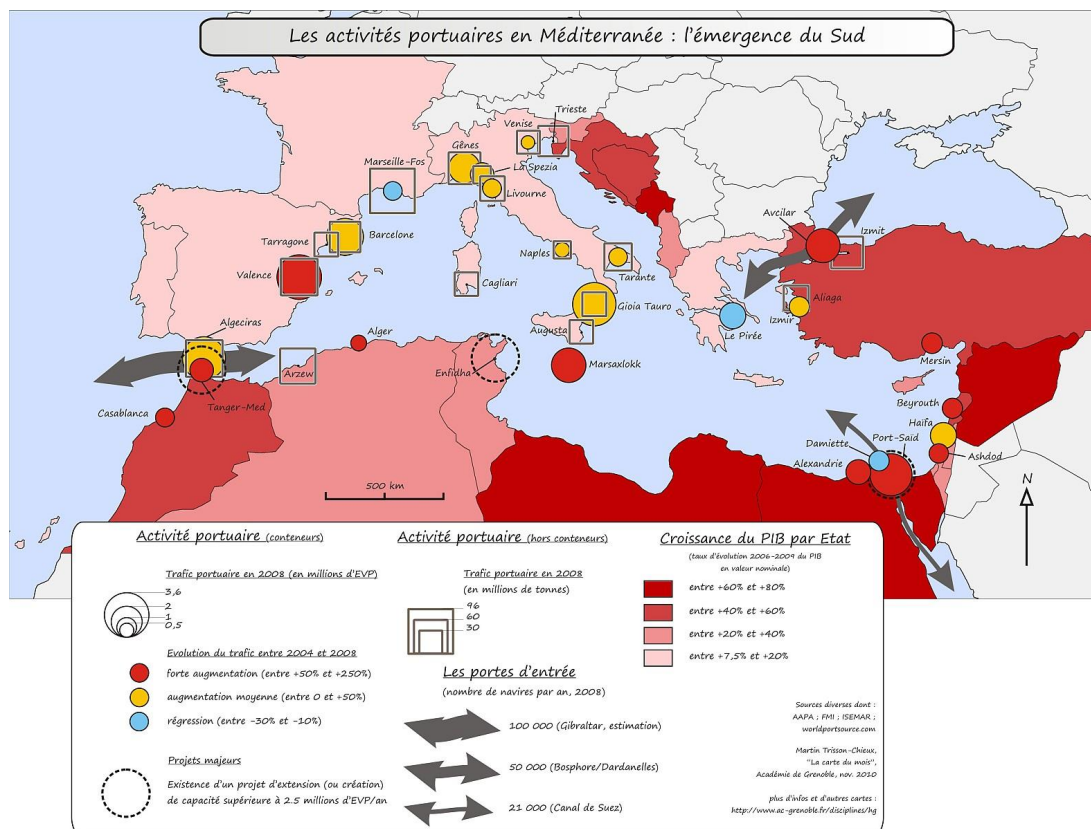 Les activités portuaires en Méditerranée : l'émergence du Sud
Trieste
Venise
Gênes
Marseille-Fos
La Spezia
Livourne
Avcilar
Izmit
Tarragone
Barcelone
Naples
Tarante
Valence
Cagliari
Aliaga
Gioia Tauro
Izmir
Algeciras
Augusta
Le Pirée
Alger
Mersin
Arzew
Enfidha
Marsaxlokk
Tanger-Med
Beyrouth
Casablanca
Haïfa
Damiette
Port-Saïd
Ashdod
Alexandrie
500 km
N
Activité portuaire (conteneurs)
Trafic portuaire en 2008 (en millions d'EVP)
3,6
2
1
0,5
Evolution du trafic entre 2004 et 2008
forte augmentation (entre +50% et +250%)
augmentation moyenne (entre 0 et +50%)
régression (entre -30% et -10%)
Projets majeurs
Existence d'un projet d'extension (ou création)
de capacité supérieure à 2.5 millions d'EVP/an
Activité portuaire (hors conteneurs)
Trafic portuaire en 2008
(en millions de tonnes)
96
60
30
Les portes d'entrée
(nombre de navires par an, 2008)
100 000 (Gibraltar, estimation)
50 000 (Bosphore/Dardanelles)
21 000 (Canal de Suez)
Croissance du PIB par Etat
(taux d'évolution 2006-2009 du PIB
en valeur nominale)
entre +60% et +80%
entre +40% et +60%
entre +20% et +40%
entre +7,5% et +20%
Sources diverses dont :
AAPA ; FMI ; ISEMAR ;
worldportsource.com
Martin Trisson-Chieux,
"La carte du mois",
Académie de Grenoble, nov. 2010
plus d'infos et d'autres cartes :
http://www.ac-grenoble.fr/disciplines/hg